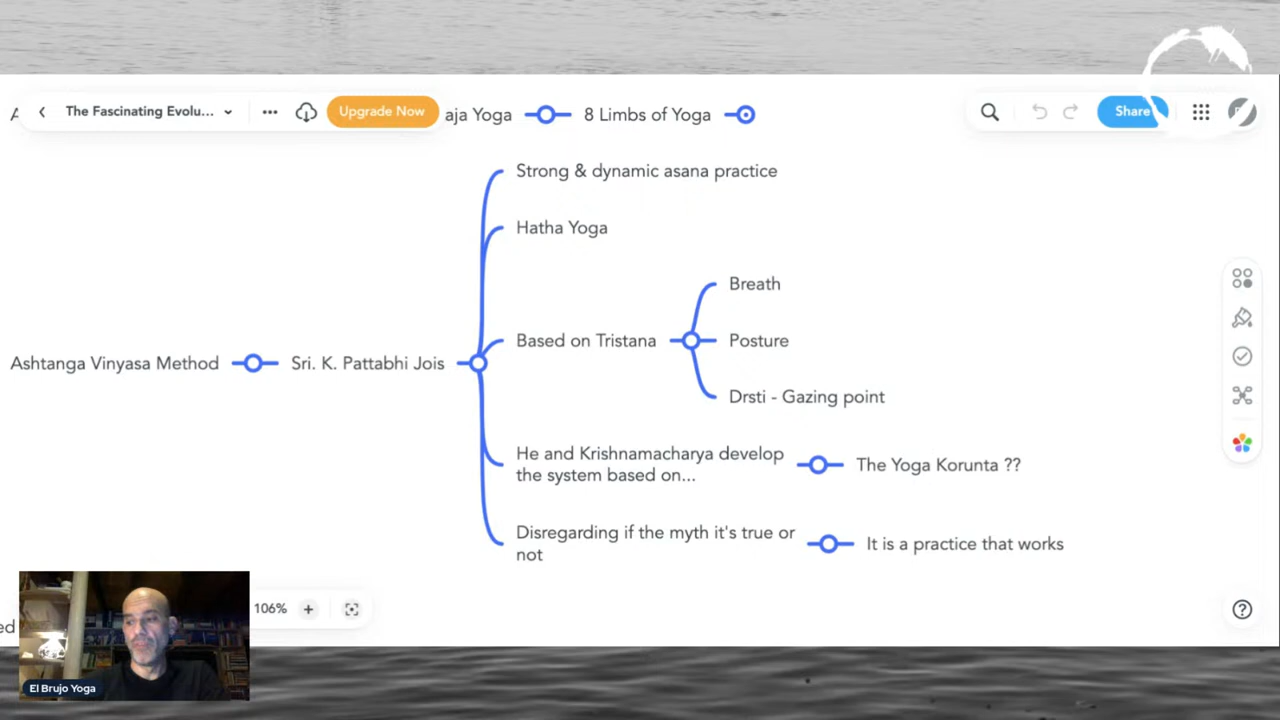 The Fascinating Evolu...
Upgrade Now
aja Yoga
8 Limbs of Yoga
Share
Strong & dynamic asana practice
Hatha Yoga
Breath
Based on Tristana
Posture
Ashtanga Vinyasa Method
Sri. K. Pattabhi Jois
Drsti - Gazing point
He and Krishnamacharya develop
the system based on...
The Yoga Korunta ??
Disregarding if the myth it's true or
not
It is a practice that works
106%
ed
El Brujo Yoga